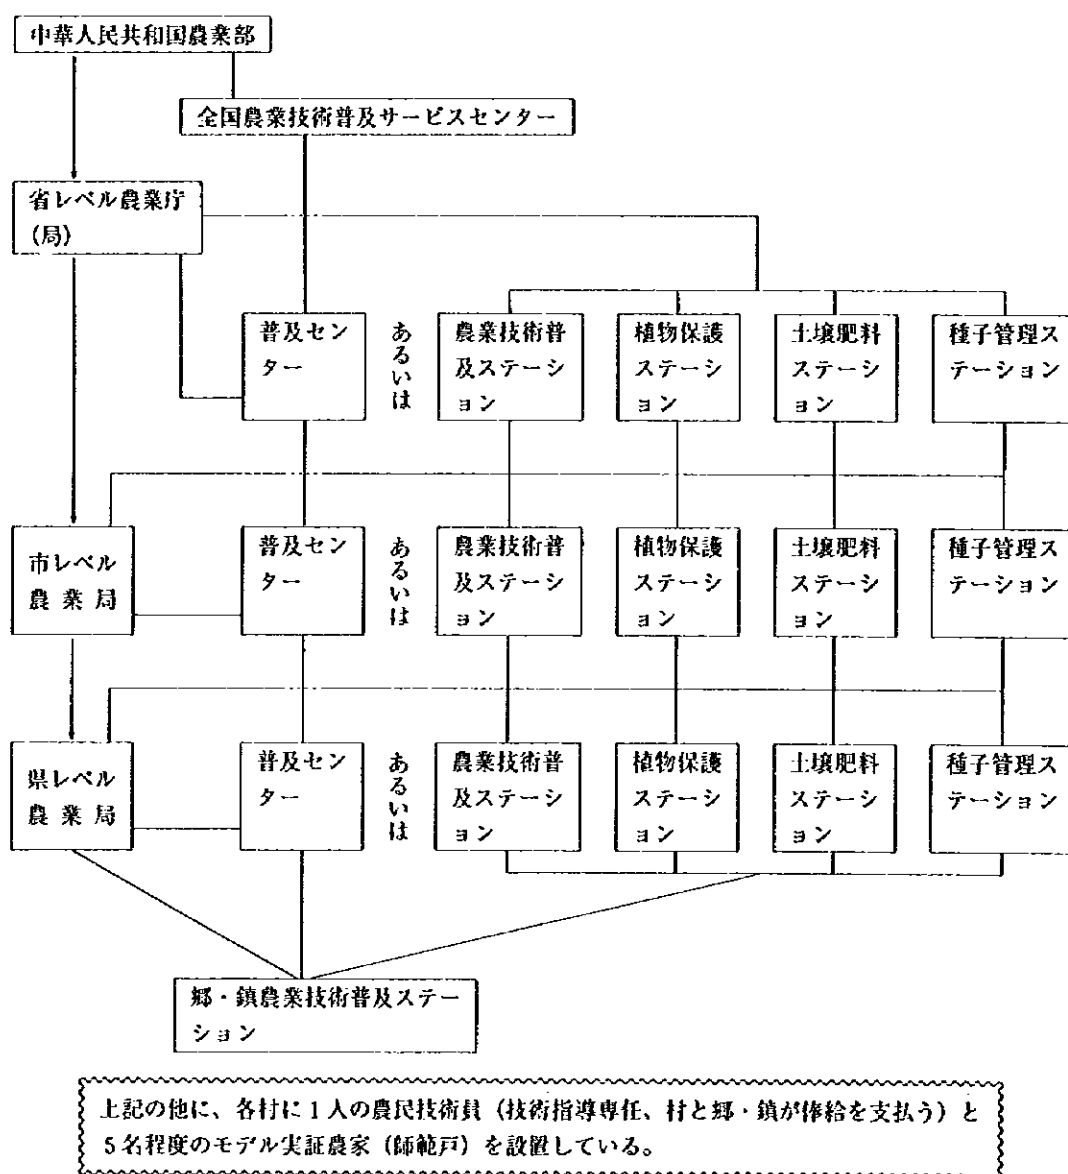 中華人民共和国農業部
全国農業技術普及サービスセンター
省レベル農業庁
(局)
普及セン
ター
あるいは
農業技術普
及ステーシ
ョン
植物保護
ステーシ
ョン
土壌肥料
ステーシ
ョン
種子管理ス
テーション
市レベル
農業局
普及セン
ター
あるいは
農業技術普
及ステーシ
ョン
植物保護
ステーシ
ョン
土壌肥料
ステーシ
ョン
種子管理ス
テーション
県レベル
農業局
普及セン
ター
あるいは
農業技術普
及ステーシ
ョン
植物保護
ステーシ
ョン
土壌肥料
ステーシ
ョン
種子管理ス
テーション
郷・鎮農業技術普及ステー
ション
上記の他に、各村に1人の農民技術員(技術指導専任、村と郷・鎮が俸給を支払う)と
5名程度のモデル実証農家(師範戸)を設置している。